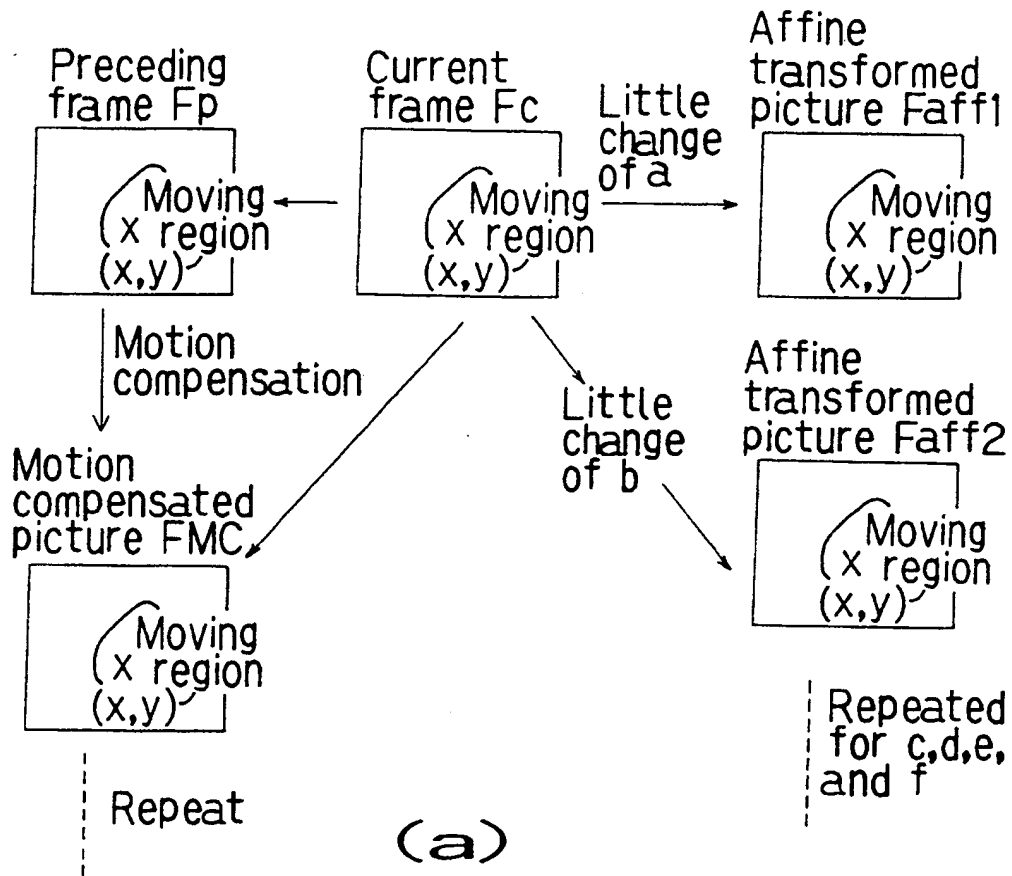 Preceding
frame Fp
Current
frame Fc
Affine
transformed
picture Faff1
Little
change
of a
Moving
x region
(x,y)
Moving
x region
(x,y)
Moving
x region
(x,y)
Motion
compensation
Little
change
of b
Affine
transformed
picture Faff2
Motion
compensated
picture FMC
Moving
x region
(x,y)
Moving
x region
(x,y)
Repeated
for c,d,e,
and f
Repeat
(a)